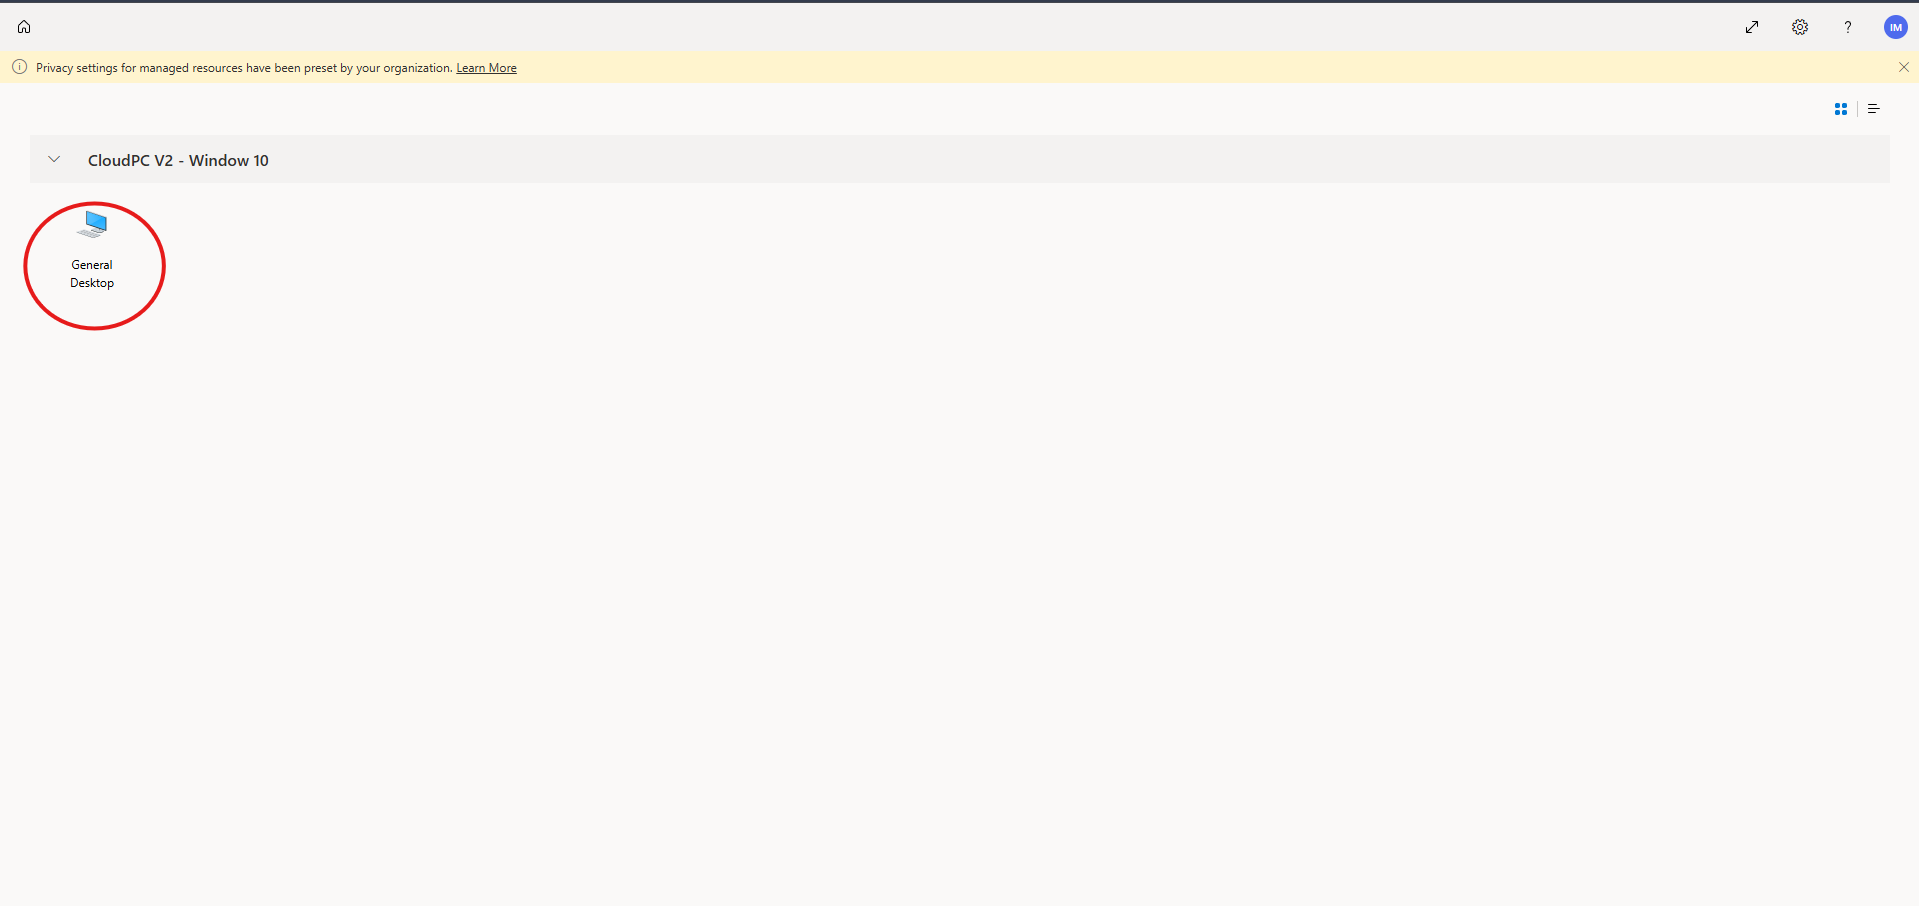 ?
IM
Privacy settings for managed resources have been preset by your organization. Learn More
CloudPC V2 - Window 10
General
Desktop